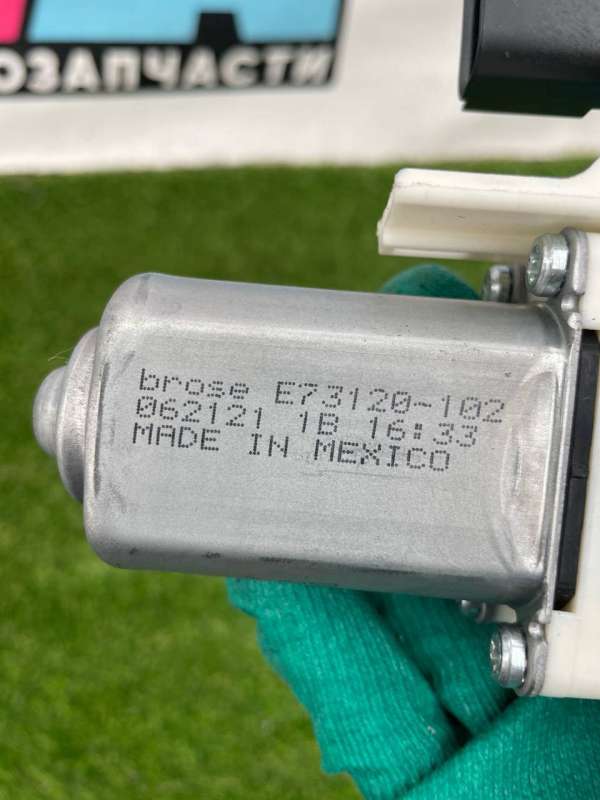 ОЗАПЧАСТИ
brose E73120-102
062121 1B 16:33
MADE IN MEXICO